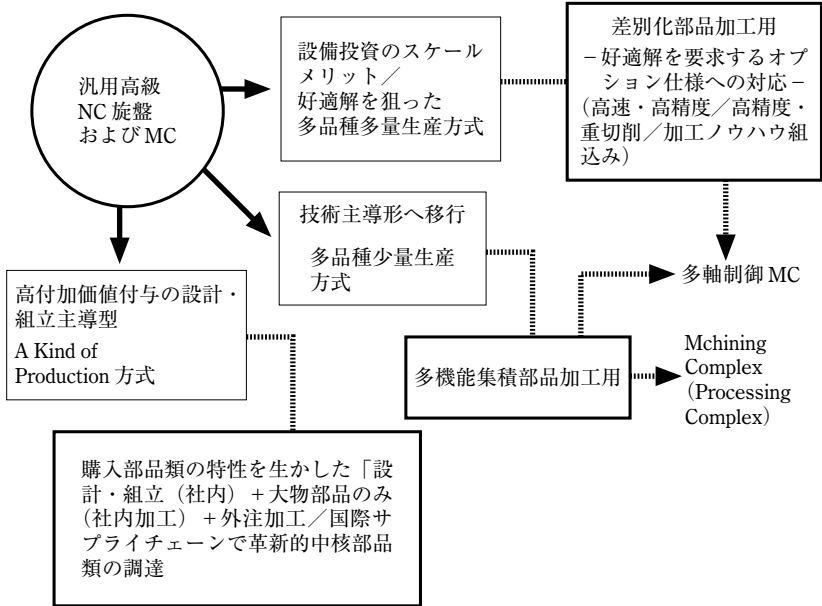 汎用高級
NC 旋盤
および MC
設備投資のスケール
メリット／
好適解を狙った
多品種多量生産方式
差別化部品加工用
－好適解を要求するオプ
ション仕様への対応－
(高速・高精度／高精度・
重切削／加工ノウハウ組
込み)
技術主導形へ移行
多品種少量生産
方式
多軸制御 MC
高付加価値付与の設計・
組立主導型
A Kind of
Production 方式
多機能集積部品加工用
Mchining
Complex
(Processing
Complex)
購入部品類の特性を生かした「設
計・組立（社内）＋大物部品のみ
（社内加工）＋外注加工／国際サ
プライチェーンで革新的中核部品
類の調達